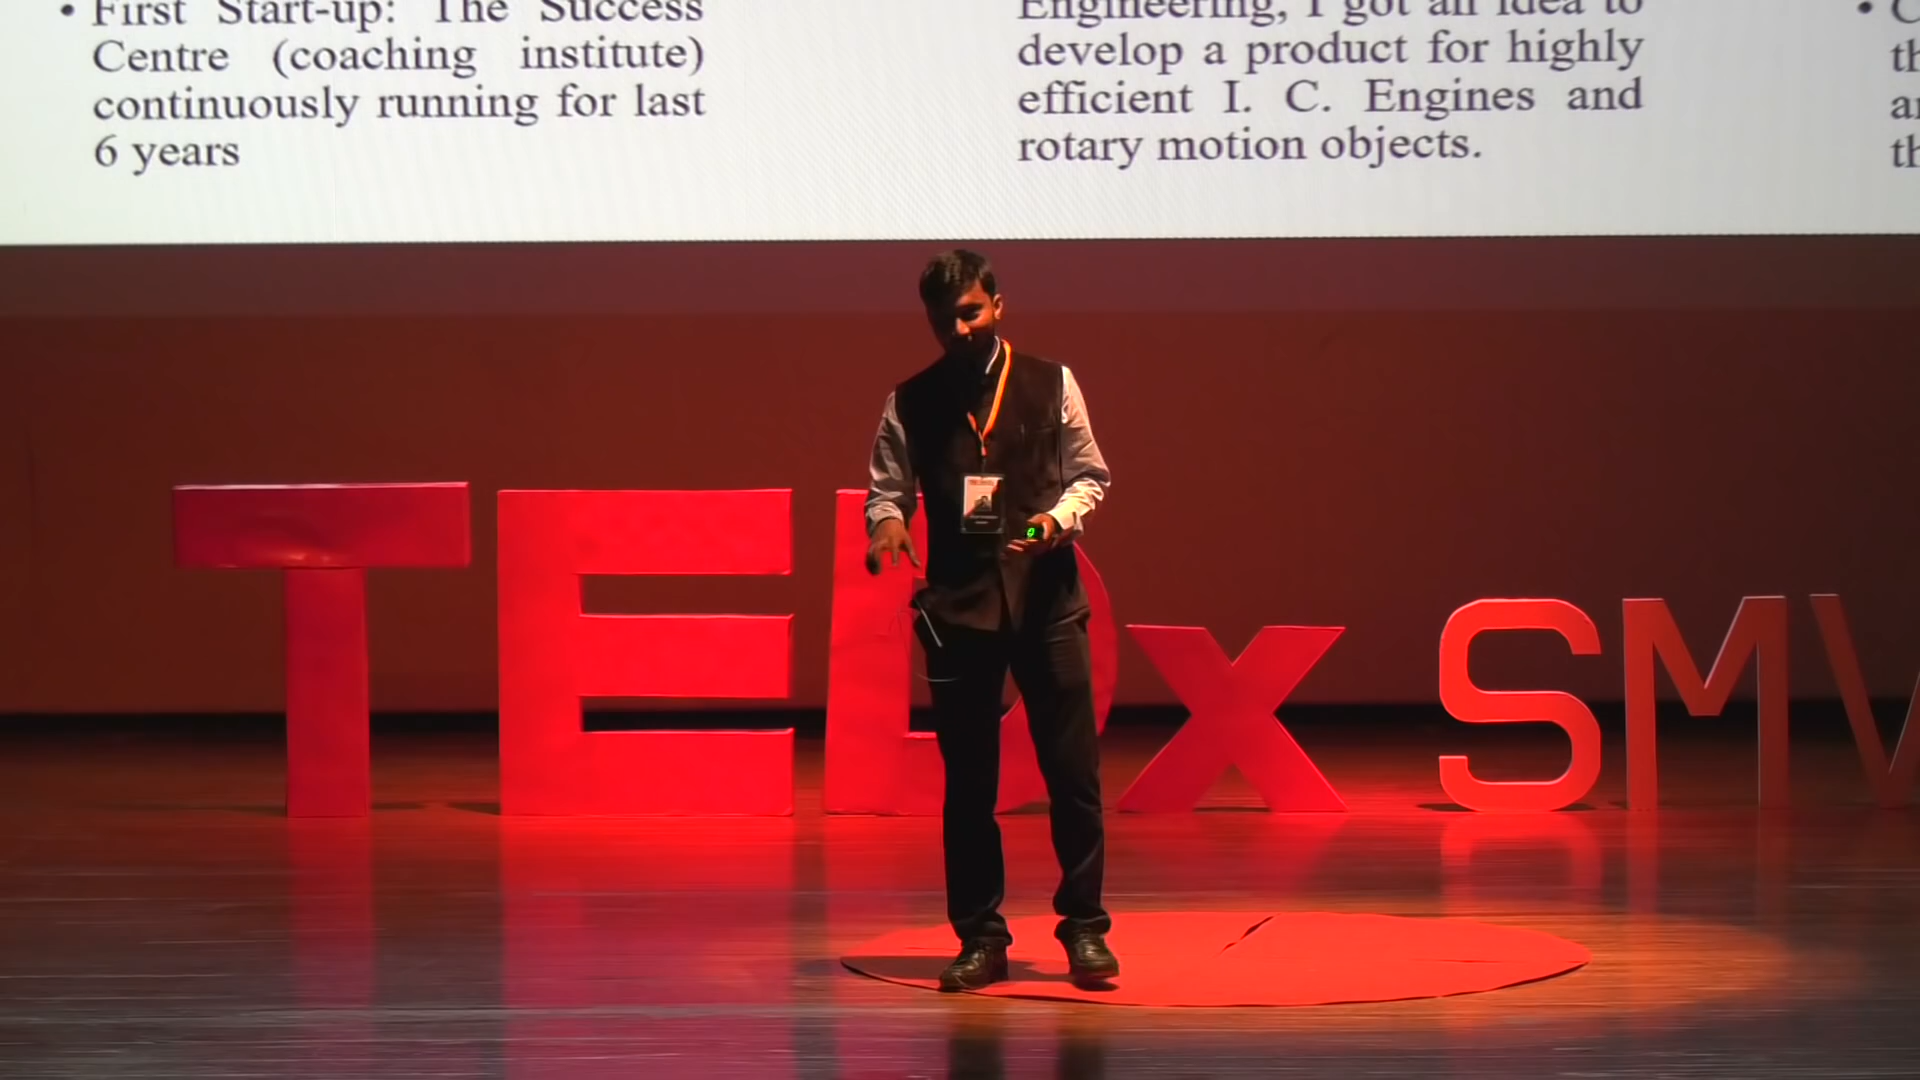 • First Start-up: The Success
Centre (coaching institute)
continuously running for last
6 years
Engineering, I got an idea to
develop a product for highly
efficient I. C. Engines and
rotary motion objects.
TEDx SMV